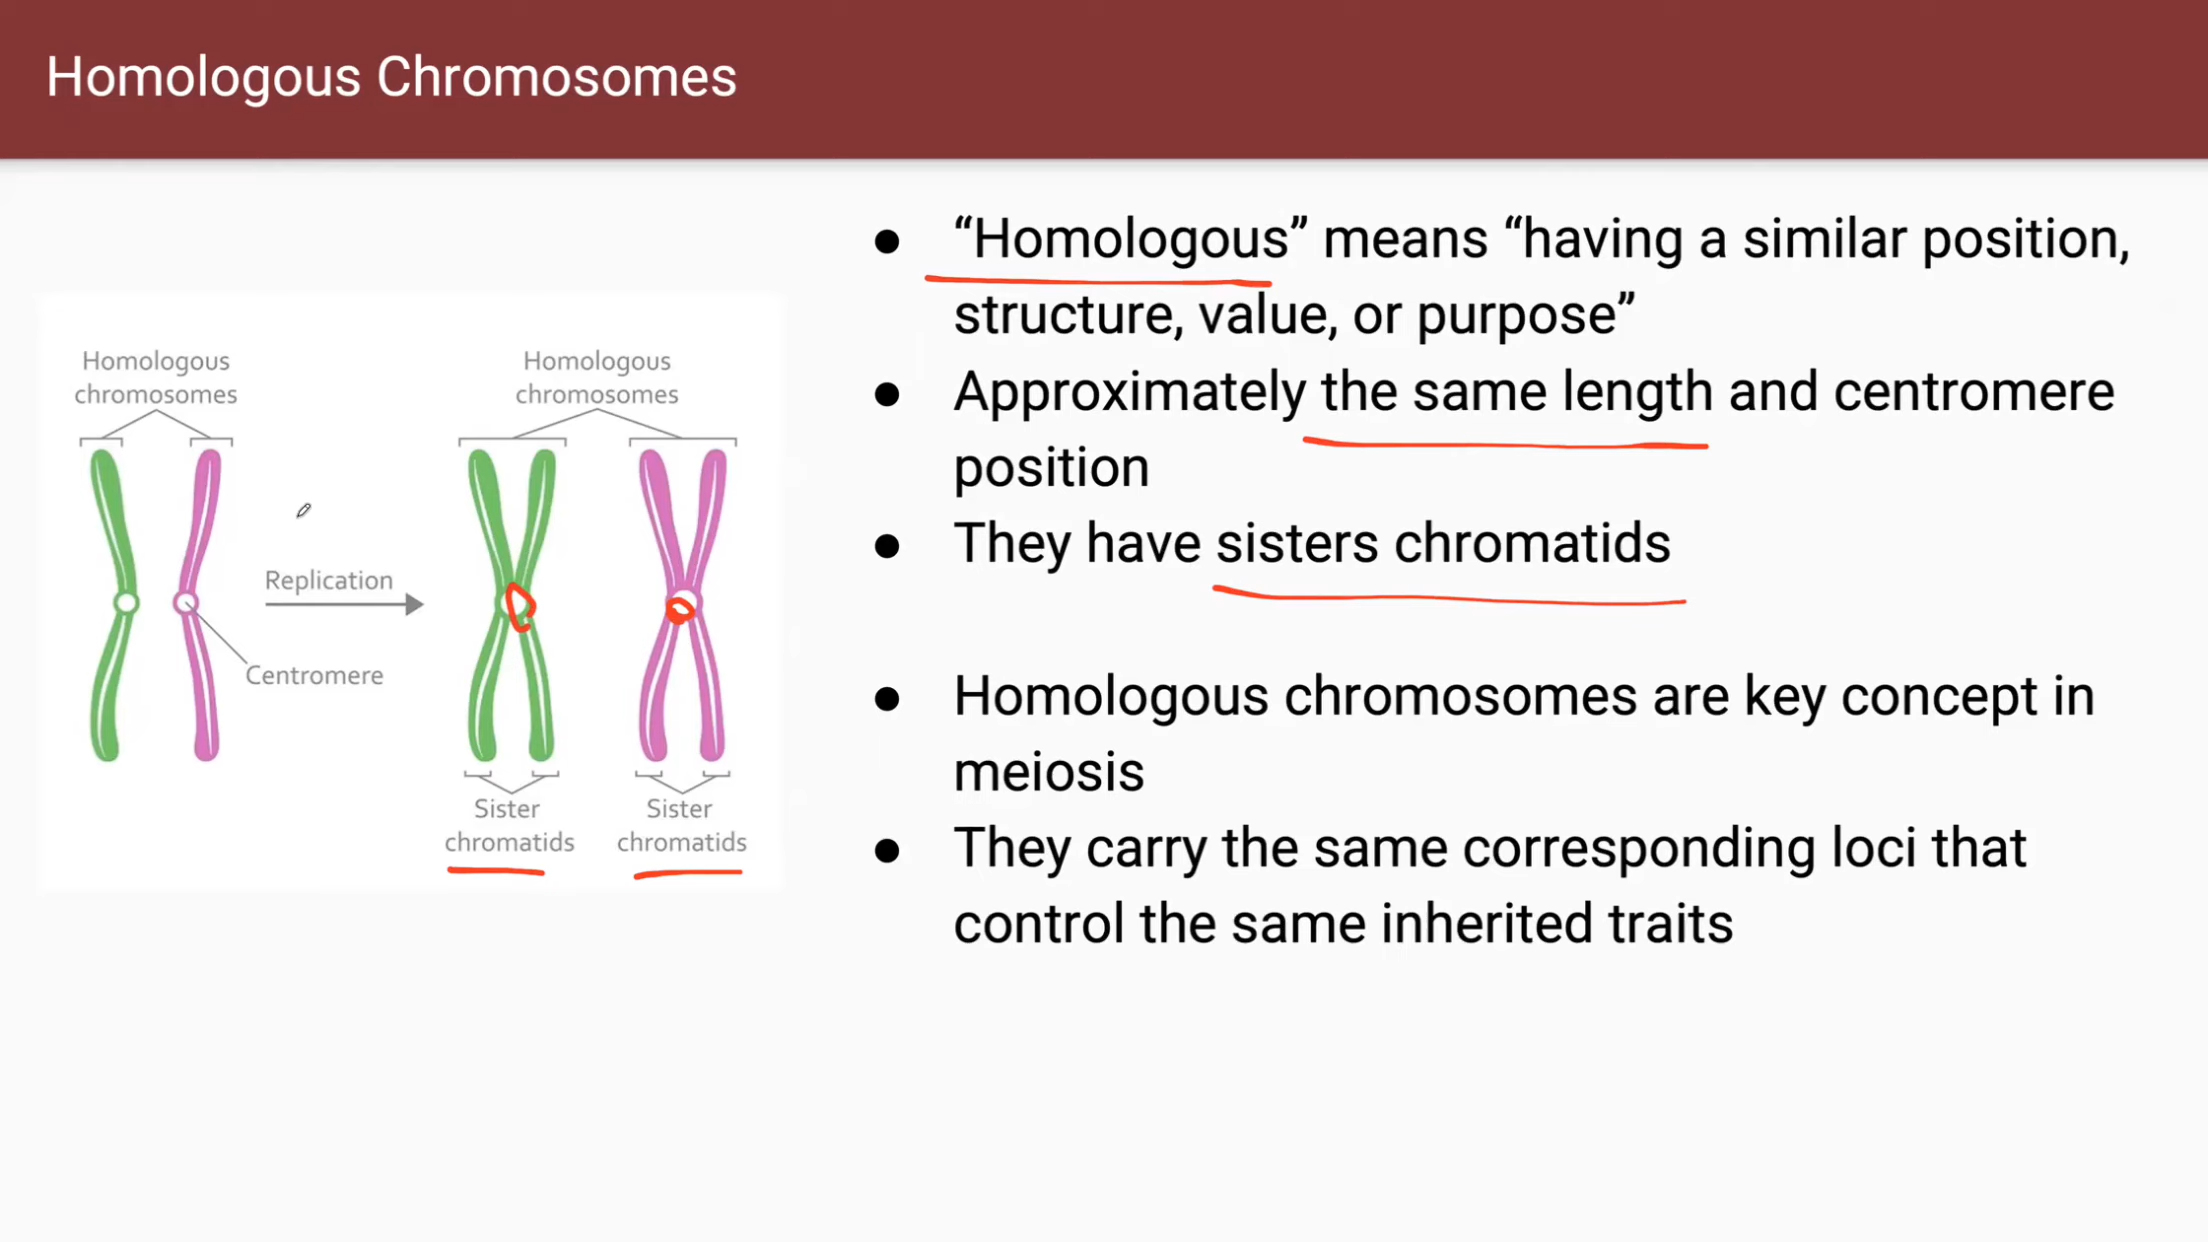 Homologous Chromosomes
Homologous
chromosomes
Homologous
chromosomes
Replication
Centromere
Sister
chromatids
Sister
chromatids
● “Homologous” means “having a similar position,
structure, value, or purpose”
● Approximately the same length and centromere
position
● They have sisters chromatids
● Homologous chromosomes are key concept in
meiosis
● They carry the same corresponding loci that
control the same inherited traits